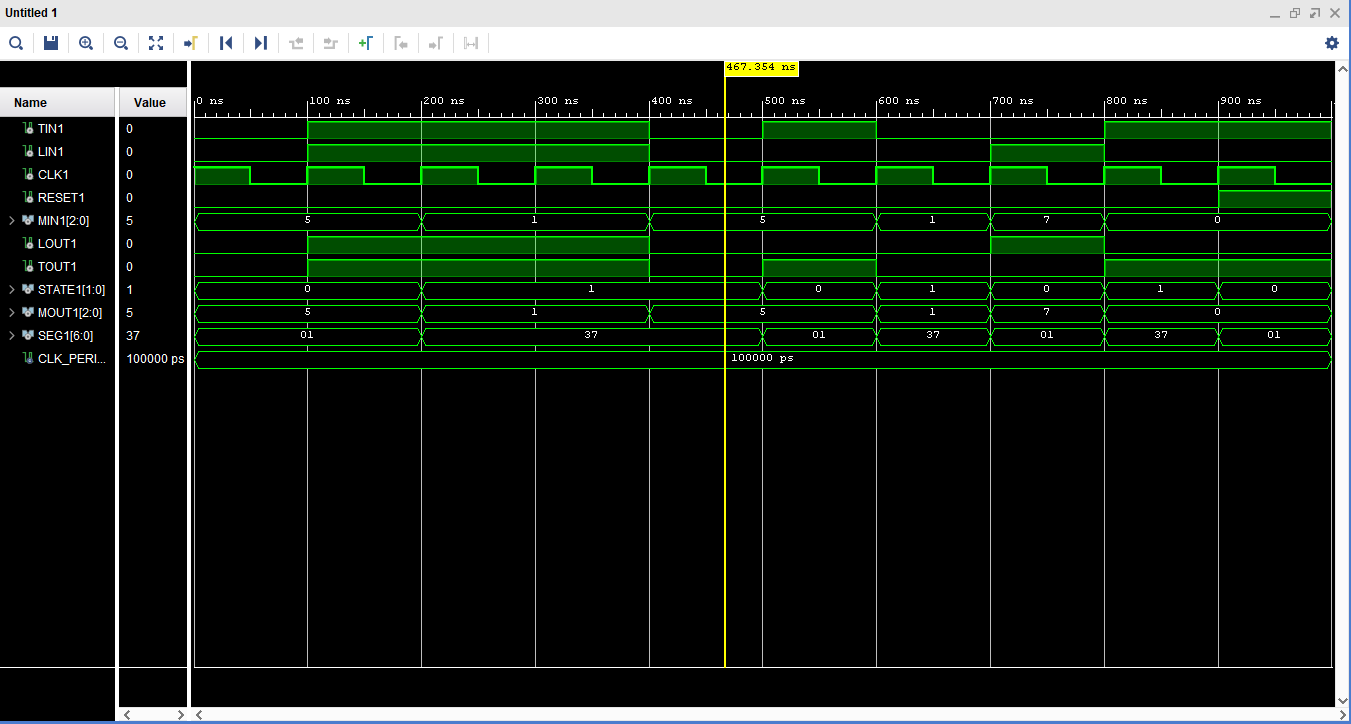 Untitled 1
467.354 ns
Name Value 0 ns 100 ns 200 ns 300 ns 400 ns 500 ns 600 ns 700 ns 800 ns 900 ns
TIN1 0
LIN1 0
CLK1 0
RESET1 0
MIN1[2:0] 5 5 1 5 1 7 0
LOUT1 0
TOUT1 0
STATE1[1:0] 1 0 1 0 1 0 1 0
MOUT1[2:0] 5 5 1 5 1 7 0
SEG1[6:0] 37 01 37 01 37 01 37 01
CLK_PERI... 100000 ps 100000 ps